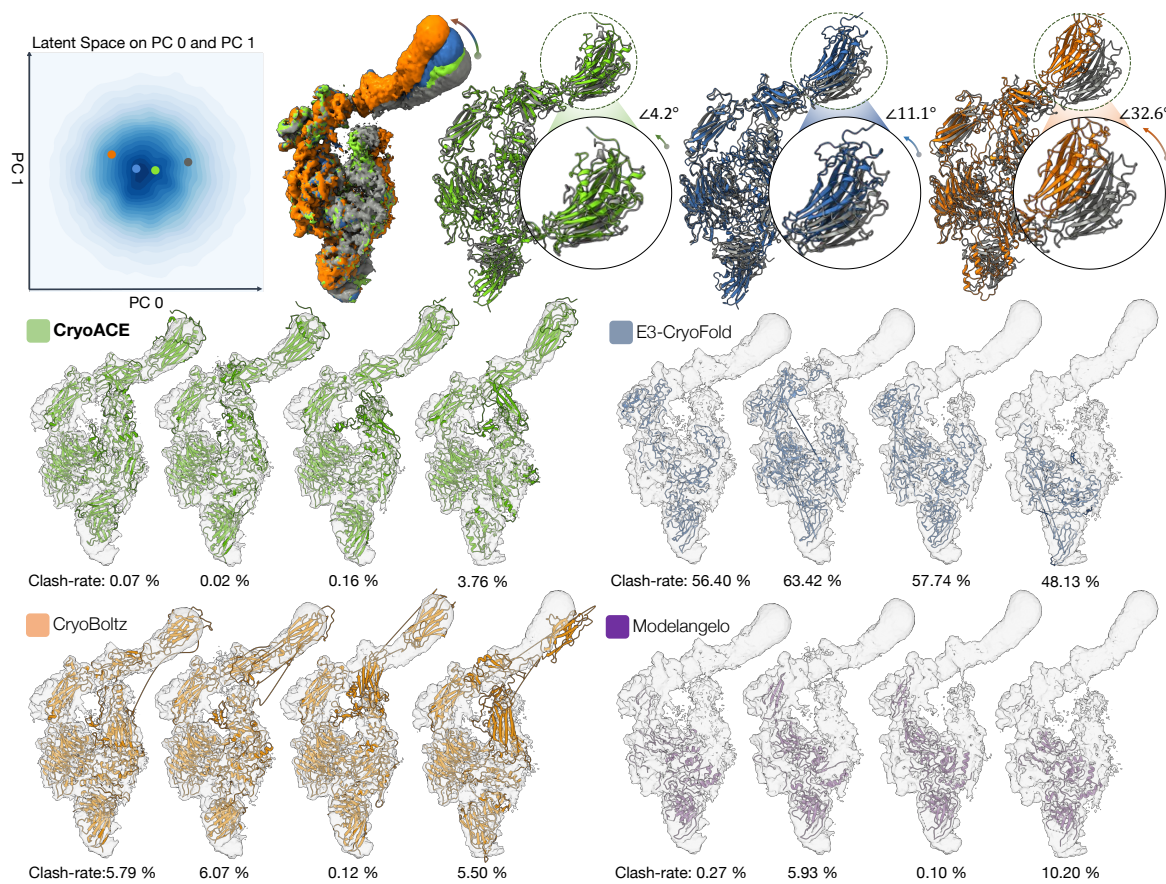 Latent Space on PC 0 and PC 1
PC 1
PC 0
∠4.2°
∠11.1°
∠32.6°
CryoACE
Clash-rate: 0.07 %
0.02 %
0.16 %
3.76 %
E3-CryoFold
Clash-rate: 56.40 %
63.42 %
57.74 %
48.13 %
CryoBoltz
Clash-rate:5.79 %
6.07 %
0.12 %
5.50 %
Modelangelo
Clash-rate: 0.27 %
5.93 %
0.10 %
10.20 %